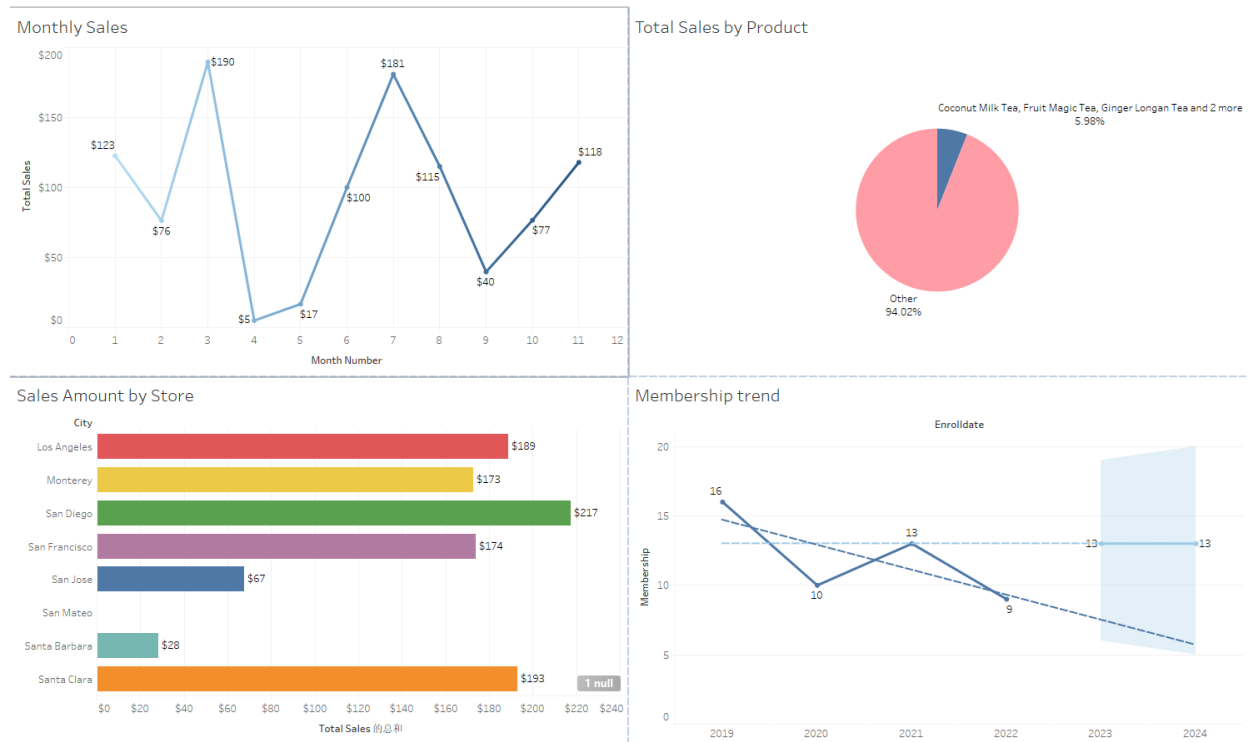 Monthly Sales
$200
$150
$100
$50
$0
Total Sales
$123
$76
$190
$5
$17
$100
$181
$115
$40
$77
$118
0 1 2 3 4 5 6 7 8 9 10 11 12
Month Number
Total Sales by Product
Coconut Milk Tea, Fruit Magic Tea, Ginger Longan Tea and 2 more
5.98%
Other
94.02%
Sales Amount by Store
City
Los Angeles $189
Monterey $173
San Diego $217
San Francisco $174
San Jose $67
San Mateo
Santa Barbara $28
Santa Clara $193
1 null
$0 $20 $40 $60 $80 $100 $120 $140 $160 $180 $200 $220 $240
Total Sales 的总和
Membership trend
Enrolldate
20
15
10
5
0
Membership
16
10
13
9
13
13
2019 2020 2021 2022 2023 2024